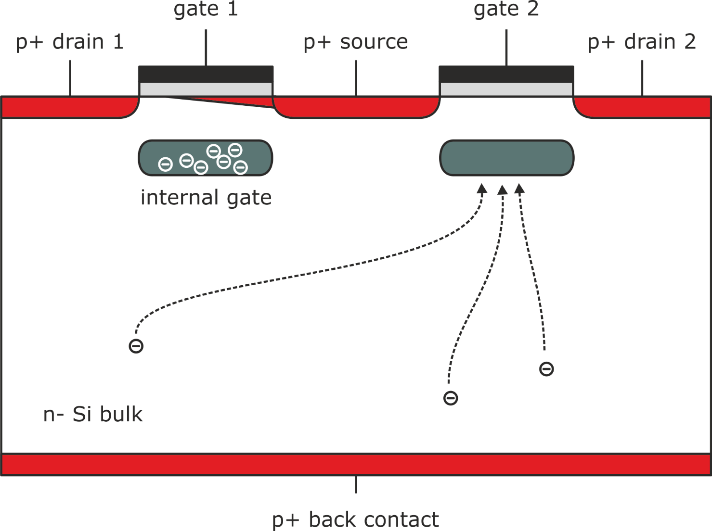 gate 1
gate 2
p+ drain 1
p+ source
p+ drain 2
internal gate
n- Si bulk
p+ back contact